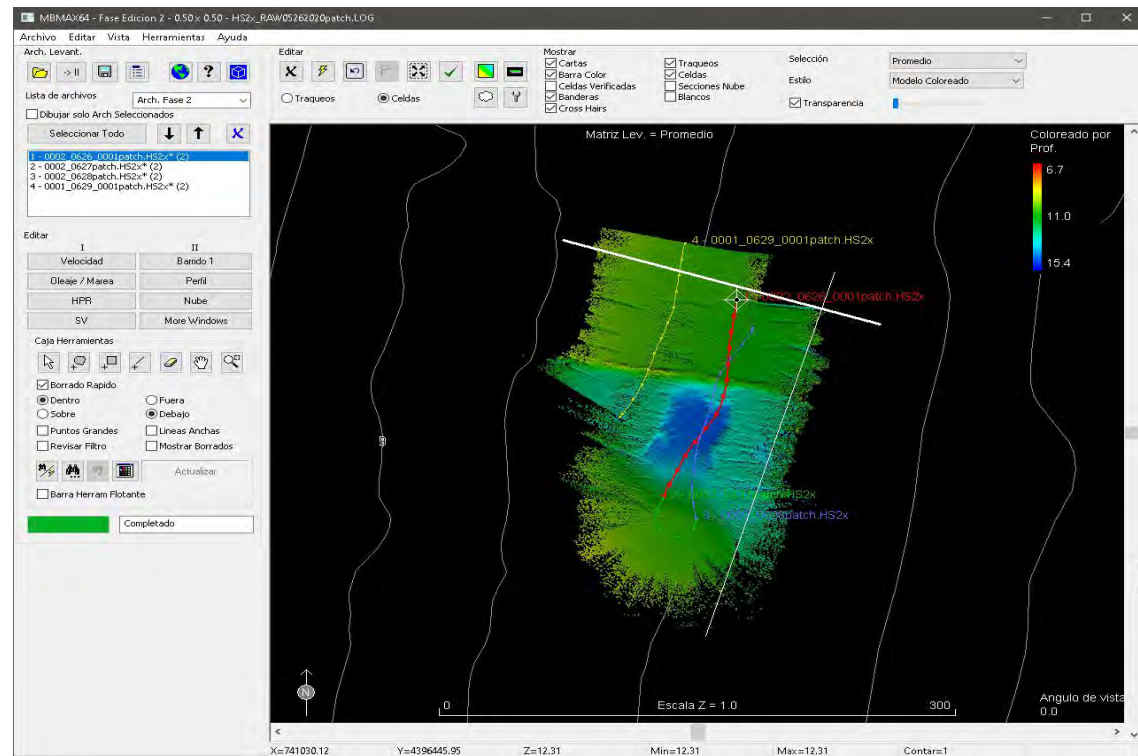 MBMAX64 - Fase Edicion 2 - 0.50 x 0.50 - HS2x_RAW05262020patch.LOG
Archivo Editar Vista Herramientas Ayuda
Arch. Levant.
Lista de archivos
Arch. Fase 2
Dibujar solo Arch Seleccionados
Seleccionar Todo
1 - 0002_0626_0001patch.HS2x* (2)
2 - 0002_0627patch.HS2x* (2)
3 - 0002_0628patch.HS2x* (2)
4 - 0001_0629_0001patch.HS2x* (2)
Editar
I II
Velocidad Barrido 1
Oleaje / Marea Perfil
HPR Nube
SV More Windows
Caja Herramientas
Borrado Rapido
Dentro Fuera
Sobre Debajo
Puntos Grandes Lineas Anchas
Revisar Filtro Mostrar Borrados
Actualizar
Barra Herram Flotante
Completado
Editar
Traqueos Celdas
Mostrar
Cartas Traqueos
Barra Color Celdas
Celdas Verificadas Secciones Nube
Banderas Blancos
Cross Hairs
Selección Promedio
Estilo Modelo Coloreado
Transparencia
Matriz Lev. = Promedio
Coloreado por
Prof.
6.7
11.0
15.4
4 - 0001_0629_0001patch.HS2x
0626_0001patch.HS2x
patch.HS2x
patch.HS2x
N
0 Escala Z = 1.0 300
Angulo de vista
0.0
X=741030.12 Y=4396445.95 Z=12.31 Min=12.31 Max=12.31 Contar=1